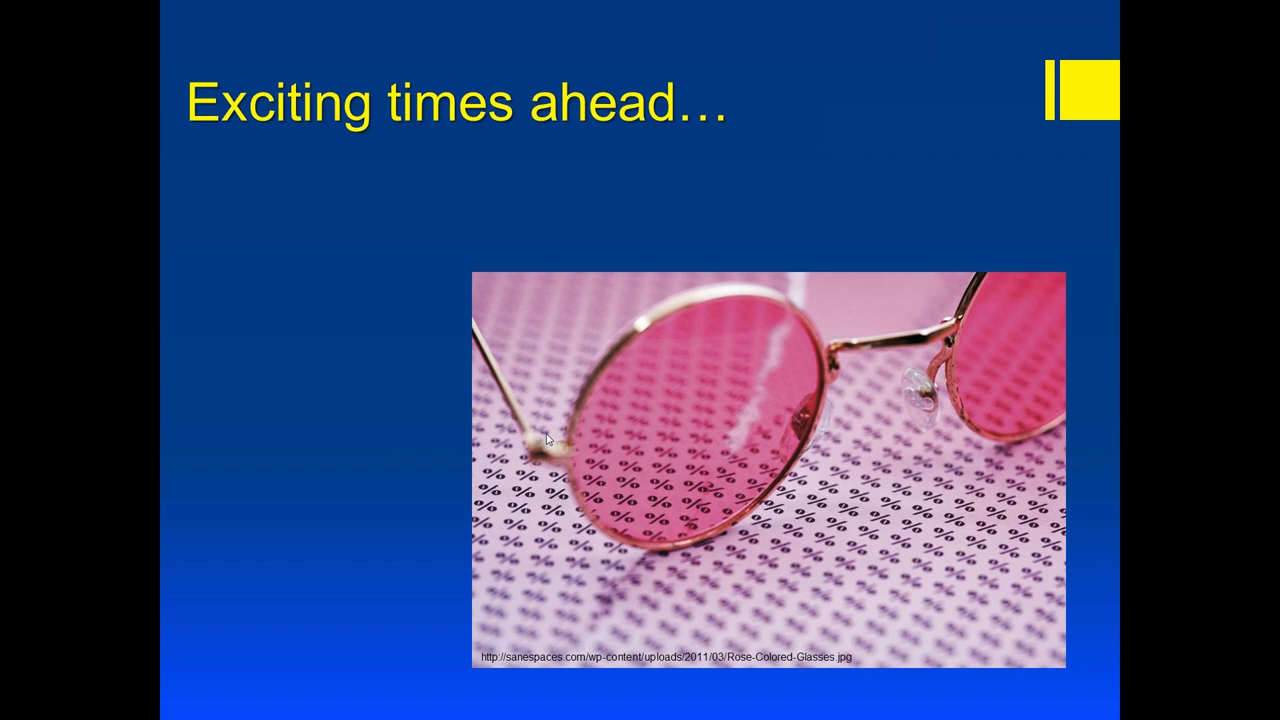 Exciting times ahead…
http://sanespaces.com/wp-content/uploads/2011/03/Rose-Colored-Glasses.jpg